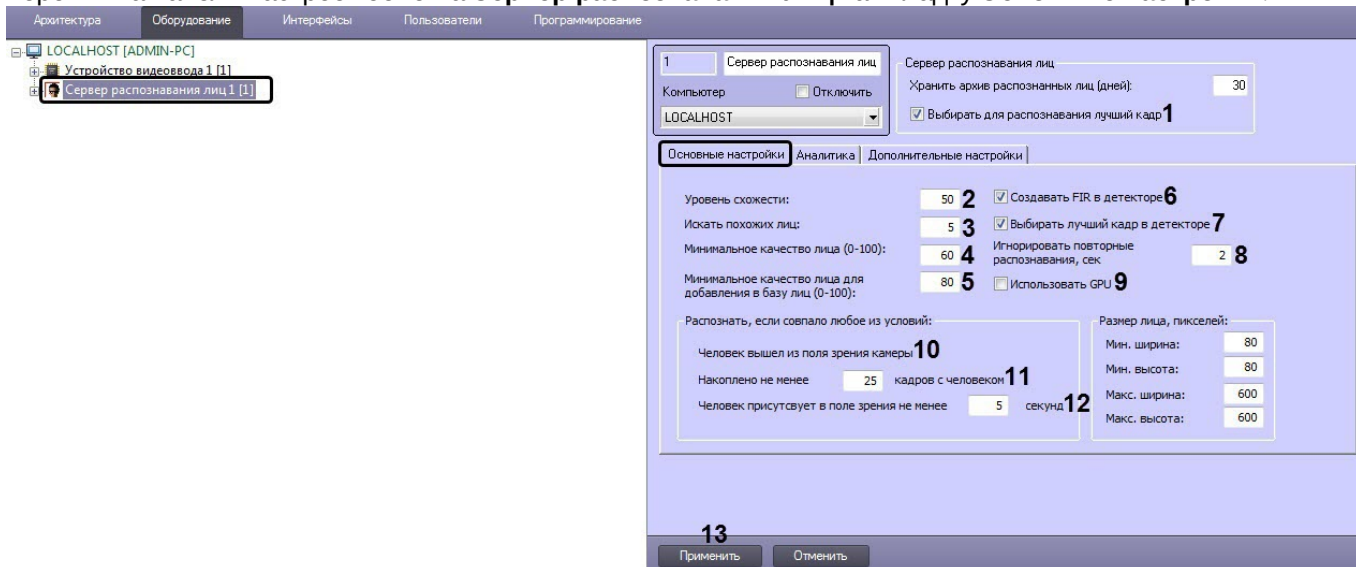 Архитектура Оборудование Интерфейсы Пользователи Программирование
LOCALHOST [ADMIN-PC]
Устройство видеоввода 1 [1]
Сервер распознавания лиц 1 [1]
1 Сервер распознавания лиц
Компьютер Отключить
LOCALHOST
Сервер распознавания лиц
Хранить архив распознанных лиц (дней): 30
Выбирать для распознавания лучший кадр 1
Основные настройки Аналитика Дополнительные настройки
Уровень схожести: 50 2
Искать похожих лиц: 5 3
Минимальное качество лица (0-100): 60 4
Минимальное качество лица для
добавления в базу лиц (0-100): 80 5
Создавать FIR в детекторе 6
Выбирать лучший кадр в детекторе 7
Игнорировать повторные
распознавания, сек 2 8
Использовать GPU 9
Распознать, если совпало любое из условий:
Человек вышел из поля зрения камеры 10
Накоплено не менее 25 кадров с человеком 11
Человек присутсвует в поле зрения не менее 5 секунд 12
Размер лица, пикселей:
Мин. ширина: 80
Мин. высота: 80
Макс. ширина: 600
Макс. высота: 600
13
Применить Отменить